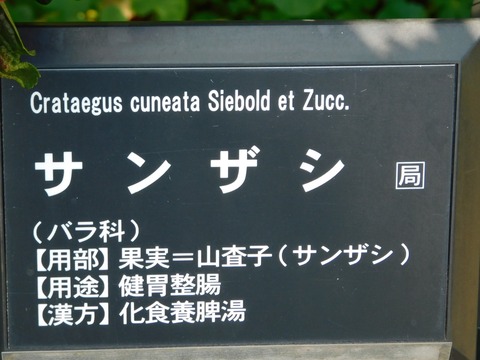 Crataegus cuneata Siebold et Zucc.
サンザシ 局
(バラ科)
【用部】果実=山査子(サンザシ)
【用途】健胃整腸
【漢方】化食養脾湯